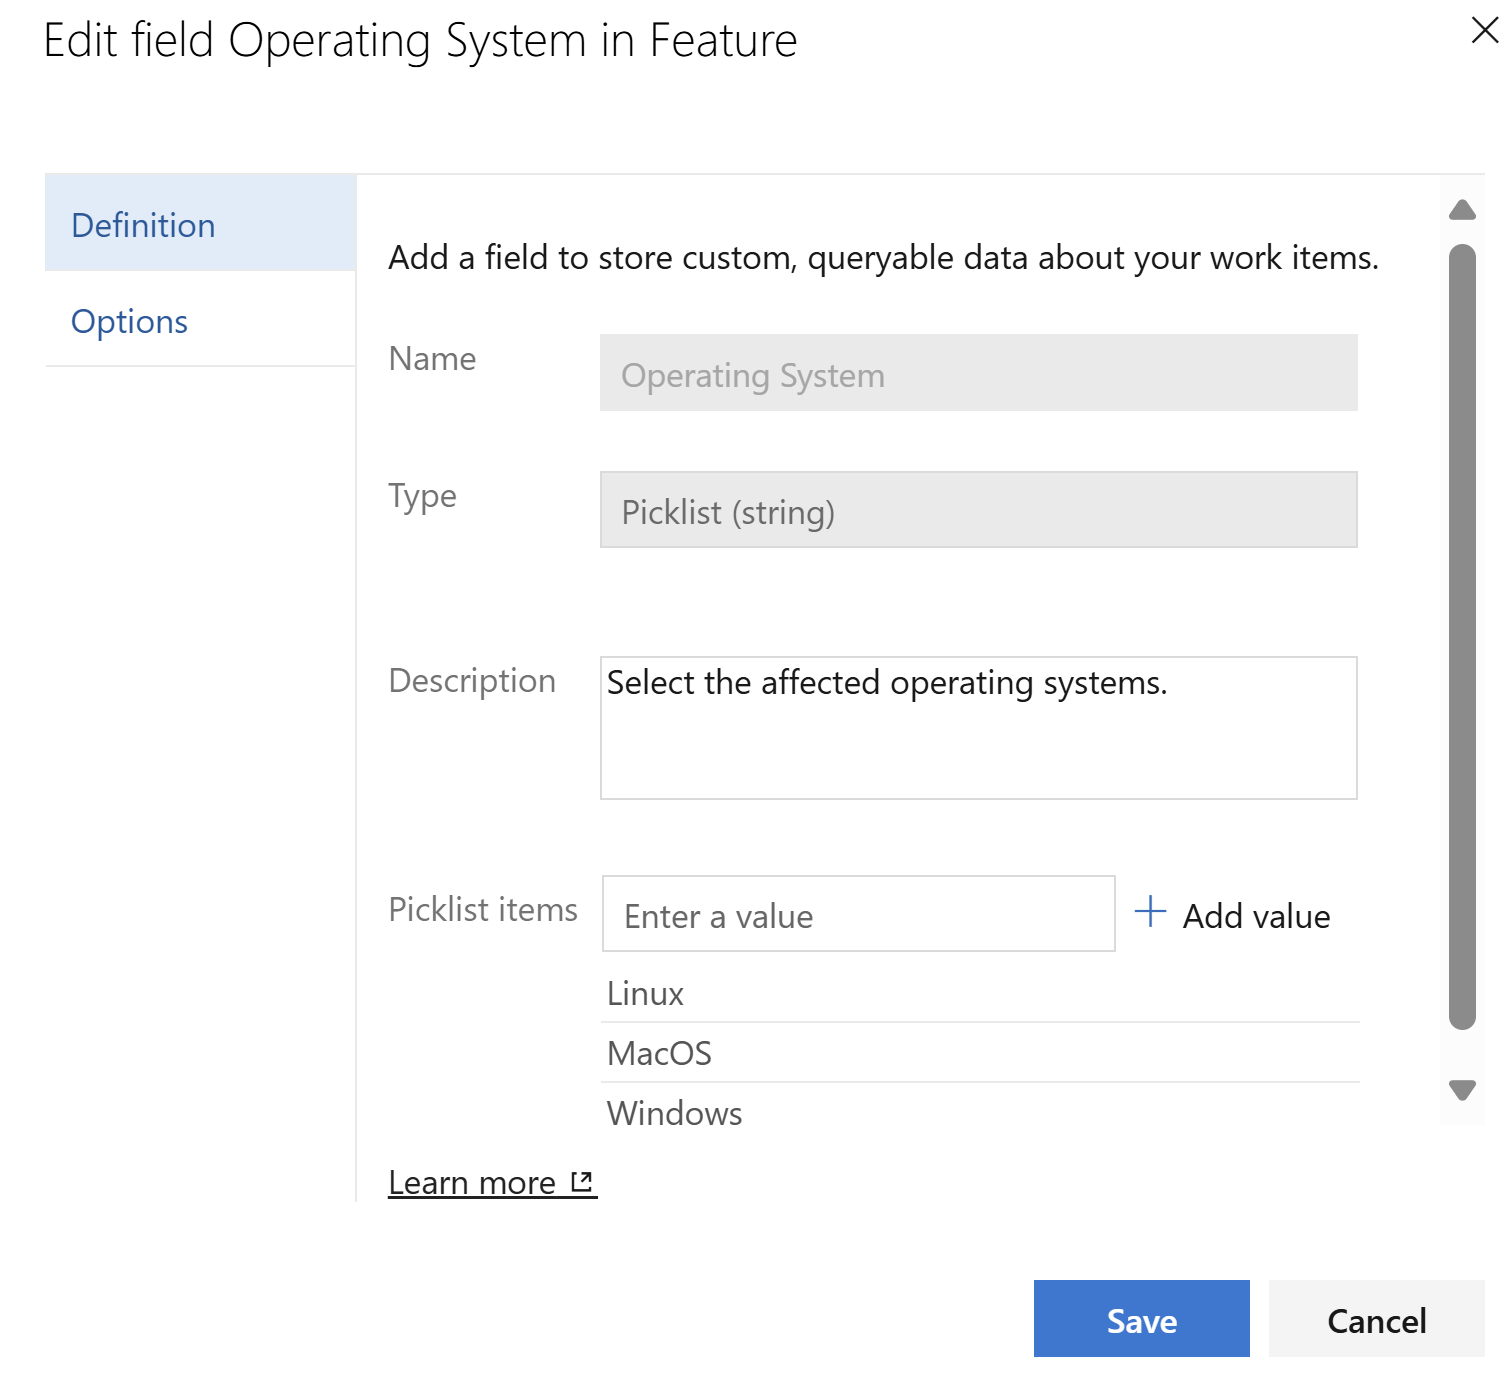 Edit field Operating System in Feature
Definition
Options
Add a field to store custom, queryable data about your work items.
Name
Operating System
Type
Picklist (string)
Description
Select the affected operating systems.
Picklist items
Enter a value
Add value
Linux
MacOS
Windows
Learn more
Save
Cancel